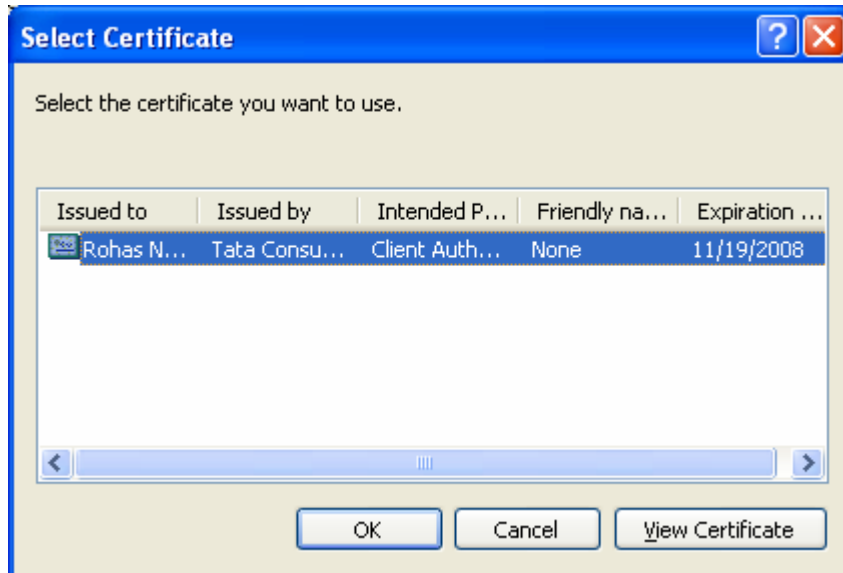 Select Certificate
Select the certificate you want to use.
Issued to Issued by Intended P... Friendly na... Expiration ...
Rohas N... Tata Consu... Client Auth... None 11/19/2008
OK Cancel View Certificate